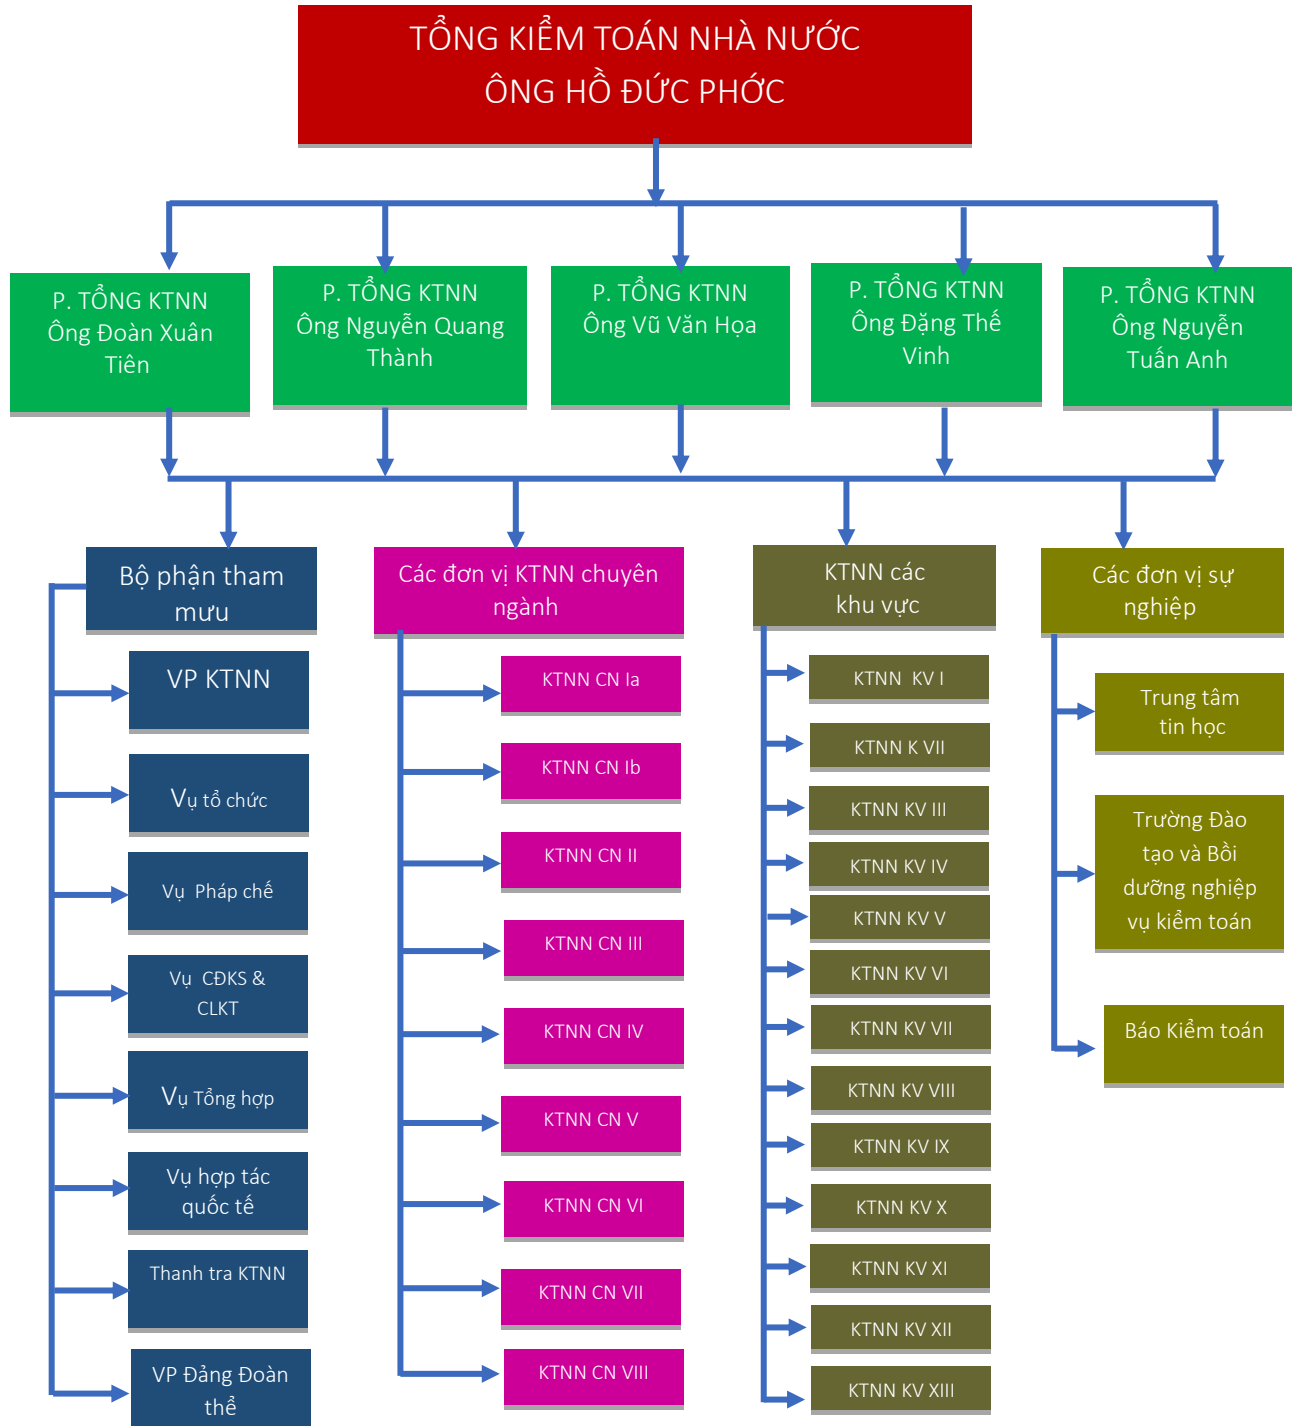 TỔNG KIỂM TOÁN NHÀ NƯỚC
ÔNG HỒ ĐỨC PHỚC
P. TỔNG KTNN
Ông Đoàn Xuân
Tiên
P. TỔNG KTNN
Ông Nguyễn Quang
Thành
P. TỔNG KTNN
Ông Vũ Văn Họa
P. TỔNG KTNN
Ông Đặng Thế
Vinh
P. TỔNG KTNN
Ông Nguyễn
Tuấn Anh
Bộ phận tham
mưu
VP KTNN
Vụ tổ chức
Vụ Pháp chế
Vụ CĐKS &
CLKT
Vụ Tổng hợp
Vụ hợp tác
quốc tế
Thanh tra KTNN
VP Đảng Đoàn
thể
Các đơn vị KTNN chuyên
ngành
KTNN CN Ia
KTNN CN Ib
KTNN CN II
KTNN CN III
KTNN CN IV
KTNN CN V
KTNN CN VI
KTNN CN VII
KTNN CN VIII
KTNN các
khu vực
KTNN KV I
KTNN K VII
KTNN KV III
KTNN KV IV
KTNN KV V
KTNN KV VI
KTNN KV VII
KTNN KV VIII
KTNN KV IX
KTNN KV X
KTNN KV XI
KTNN KV XII
KTNN KV XIII
Các đơn vị sự
nghiệp
Trung tâm
tin học
Trường Đào
tạo và Bồi
dưỡng nghiệp
vụ kiểm toán
Báo Kiểm toán